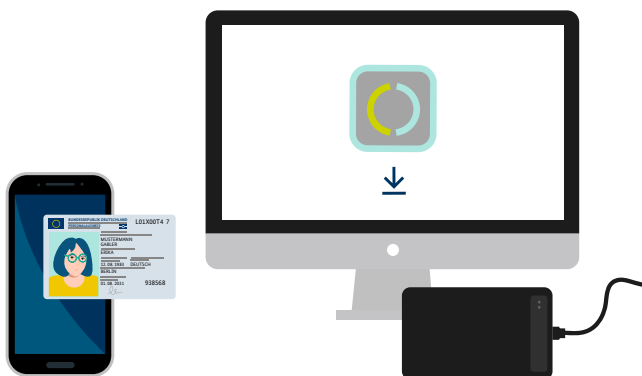 BUNDESREPUBLIK DEUTSCHLAND
L01X00T4 7
PERSONALAUSWEIS
MUSTERMANN
GABLER
ERIKA
12.08.1983 DEUTSCH
BERLIN
01.08.2031 938568